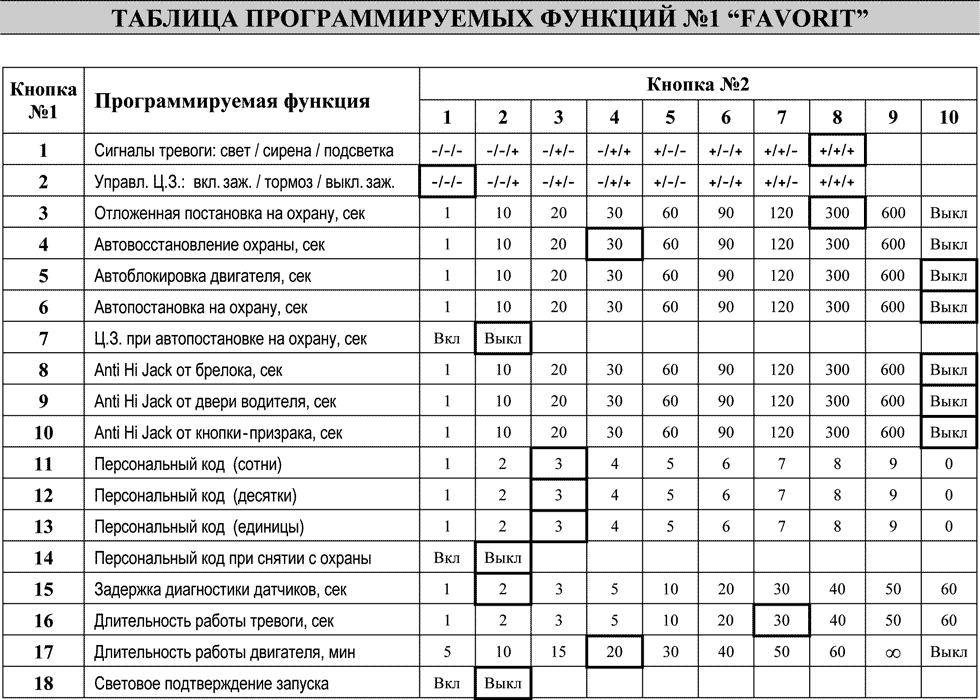 ТАБЛИЦА ПРОГРАММИРУЕМЫХ ФУНКЦИЙ №1 “FAVORIT”
Кнопка №1 Программируемая функция Кнопка №2
1 2 3 4 5 6 7 8 9 10
1 Сигналы тревоги: свет / сирена / подсветка -/-/- -/-/+ -/+/- -/+/+ +/-/- +/-/+ +/+/- +/+/+
2 Управл. Ц.З.: вкл. заж. / тормоз / выкл. заж. -/-/- -/-/+ -/+/- -/+/+ +/-/- +/-/+ +/+/- +/+/+
3 Отложенная постановка на охрану, сек 1 10 20 30 60 90 120 300 600 Выкл
4 Автовосстановление охраны, сек 1 10 20 30 60 90 120 300 600 Выкл
5 Автоблокировка двигателя, сек 1 10 20 30 60 90 120 300 600 Выкл
6 Автопостановка на охрану, сек 1 10 20 30 60 90 120 300 600 Выкл
7 Ц.З. при автопостановке на охрану, сек Вкл Выкл
8 Anti Hi Jack от брелока, сек 1 10 20 30 60 90 120 300 600 Выкл
9 Anti Hi Jack от двери водителя, сек 1 10 20 30 60 90 120 300 600 Выкл
10 Anti Hi Jack от кнопки-призрака, сек 1 10 20 30 60 90 120 300 600 Выкл
11 Персональный код (сотни) 1 2 3 4 5 6 7 8 9 0
12 Персональный код (десятки) 1 2 3 4 5 6 7 8 9 0
13 Персональный код (единицы) 1 2 3 4 5 6 7 8 9 0
14 Персональный код при снятии с охраны Вкл Выкл
15 Задержка диагностики датчиков, сек 1 2 3 5 10 20 30 40 50 60
16 Длительность работы тревоги, сек 1 2 3 5 10 20 30 40 50 60
17 Длительность работы двигателя, мин 5 10 15 20 30 40 50 60 ∞ Выкл
18 Световое подтверждение запуска Вкл Выкл